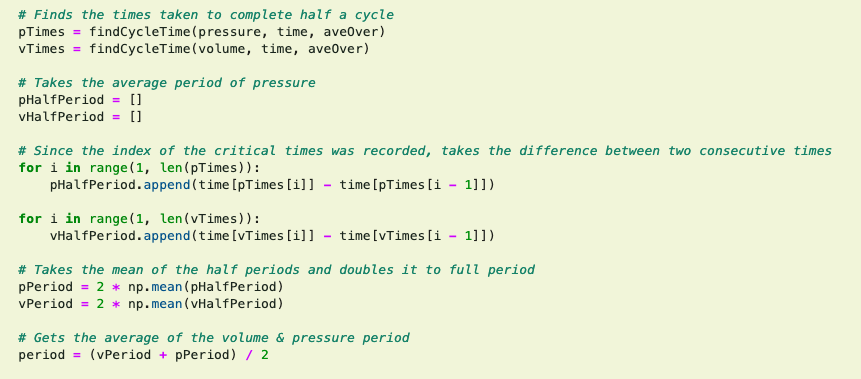 # Finds the times taken to complete half a cycle
pTimes = findCycleTime(pressure, time, aveOver)
vTimes = findCycleTime(volume, time, aveOver)

# Takes the average period of pressure
pHalfPeriod = []
vHalfPeriod = []

# Since the index of the critical times was recorded, takes the difference between two consecutive times
for i in range(1, len(pTimes)):
    pHalfPeriod.append(time[pTimes[i]] - time[pTimes[i - 1]])

for i in range(1, len(vTimes)):
    vHalfPeriod.append(time[vTimes[i]] - time[vTimes[i - 1]])

# Takes the mean of the half periods and doubles it to full period
pPeriod = 2 * np.mean(pHalfPeriod)
vPeriod = 2 * np.mean(vHalfPeriod)

# Gets the average of the volume & pressure period
period = (vPeriod + pPeriod) / 2